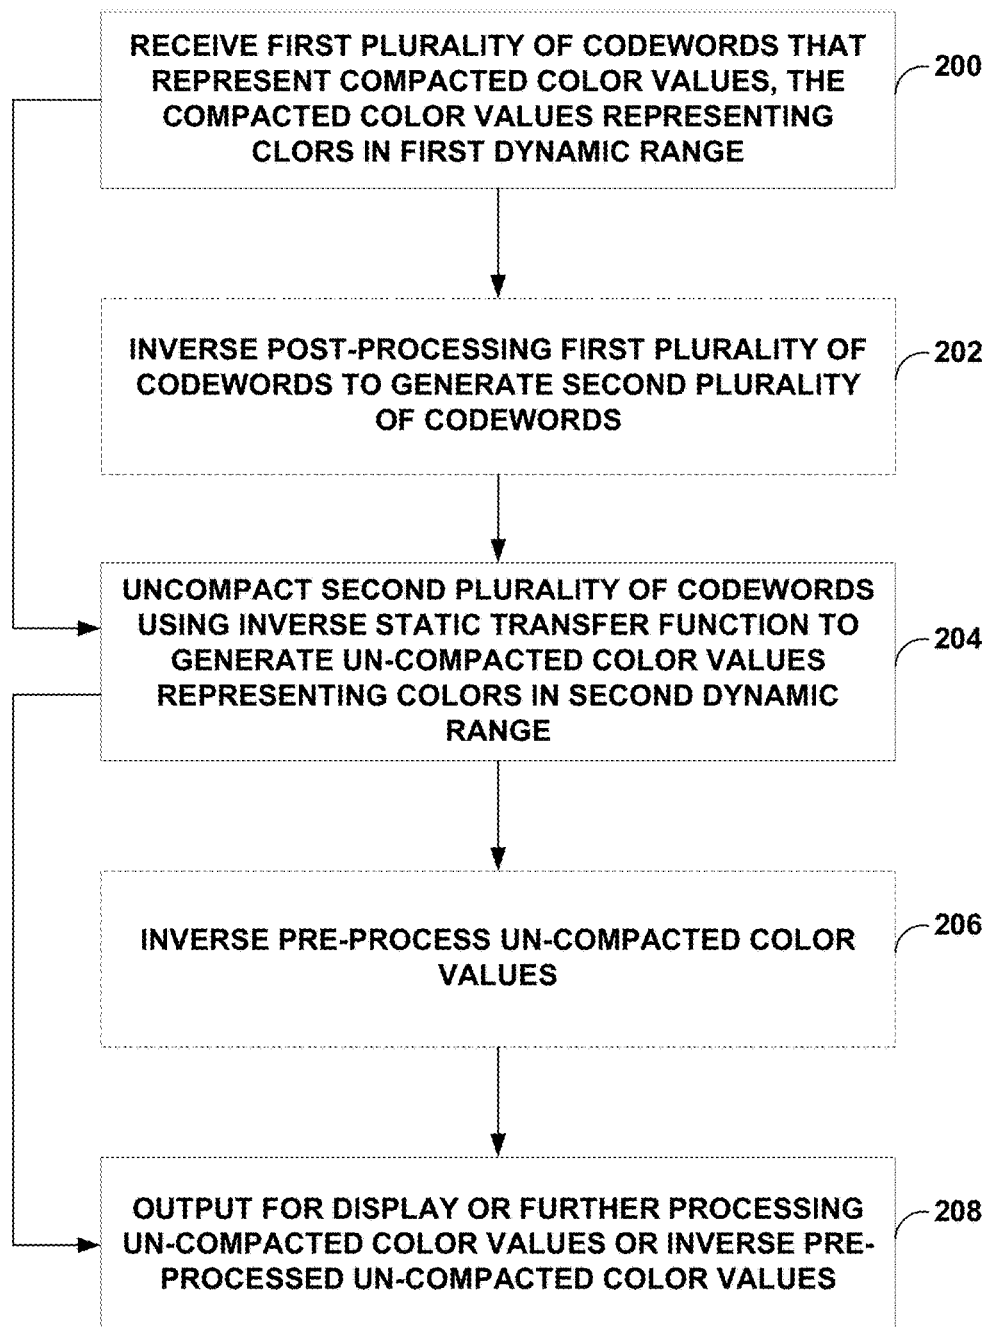 RECEIVE FIRST PLURALITY OF CODEWORDS THAT
REPRESENT COMPACTED COLOR VALUES, THE
COMPACTED COLOR VALUES REPRESENTING
CLORS IN FIRST DYNAMIC RANGE
200
INVERSE POST-PROCESSING FIRST PLURALITY OF
CODEWORDS TO GENERATE SECOND PLURALITY
OF CODEWORDS
202
UNCOMPACT SECOND PLURALITY OF CODEWORDS
USING INVERSE STATIC TRANSFER FUNCTION TO
GENERATE UN-COMPACTED COLOR VALUES
REPRESENTING COLORS IN SECOND DYNAMIC
RANGE
204
INVERSE PRE-PROCESS UN-COMPACTED COLOR
VALUES
206
OUTPUT FOR DISPLAY OR FURTHER PROCESSING
UN-COMPACTED COLOR VALUES OR INVERSE PRE-
PROCESSED UN-COMPACTED COLOR VALUES
208